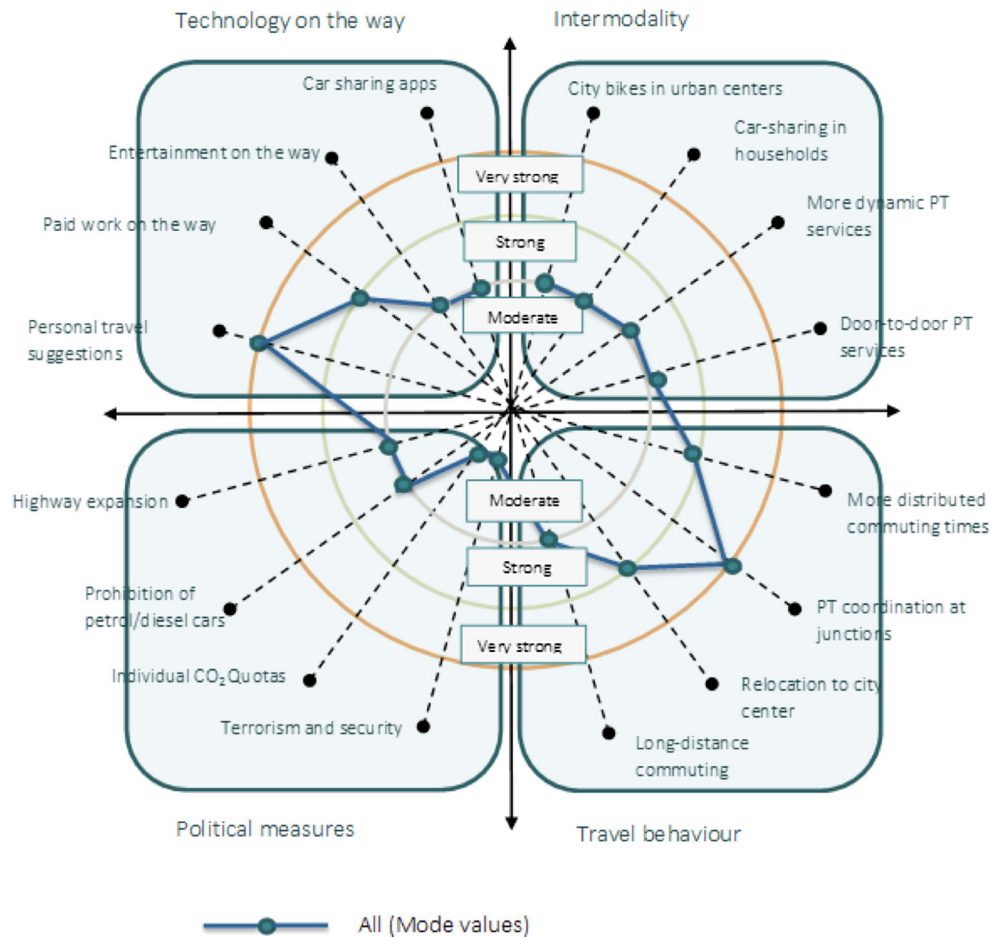 Technology on the way
Intermodality
Car sharing apps
City bikes in urban centers
Entertainment on the way
Car-sharing in
households
Very strong
Paid work on the way
More dynamic PT
services
Strong
Moderate
Personal travel
suggestions
Door-to-door PT
services
Highway expansion
Moderate
More distributed
commuting times
Strong
Prohibition of
petrol/diesel cars
PT coordination at
junctions
Very strong
Individual CO₂Quotas
Relocation to city
center
Terrorism and security
Long-distance
commuting
Political measures
Travel behaviour
All (Mode values)